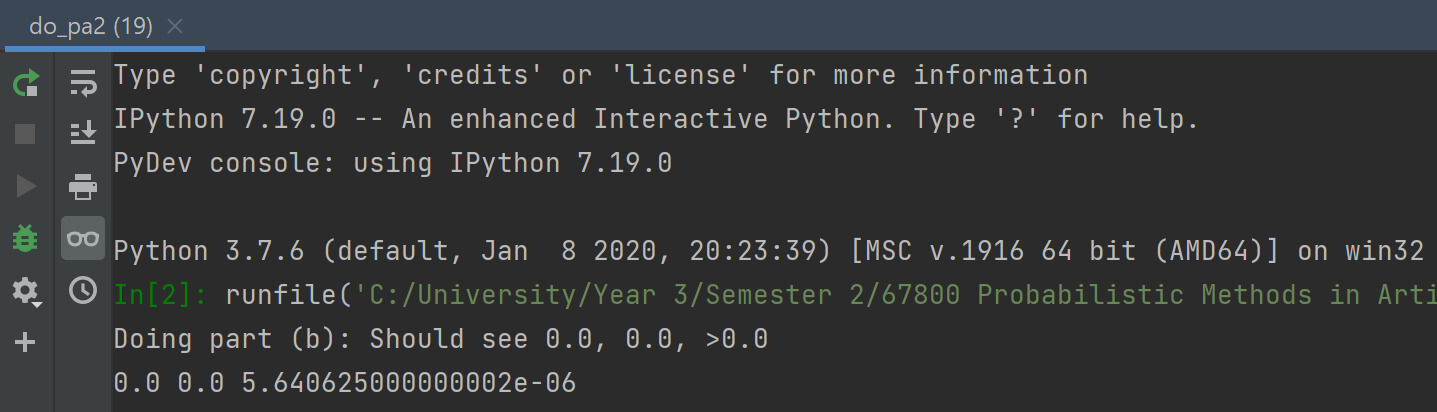 do_pa2 (19)
Type 'copyright', 'credits' or 'license' for more information
IPython 7.19.0 -- An enhanced Interactive Python. Type '?' for help.
PyDev console: using IPython 7.19.0
Python 3.7.6 (default, Jan  8 2020, 20:23:39) [MSC v.1916 64 bit (AMD64)] on win32
In[2]: runfile('C:/University/Year 3/Semester 2/67800 Probabilistic Methods in Arti
Doing part (b): Should see 0.0, 0.0, >0.0
0.0 0.0 5.640625000000002e-06